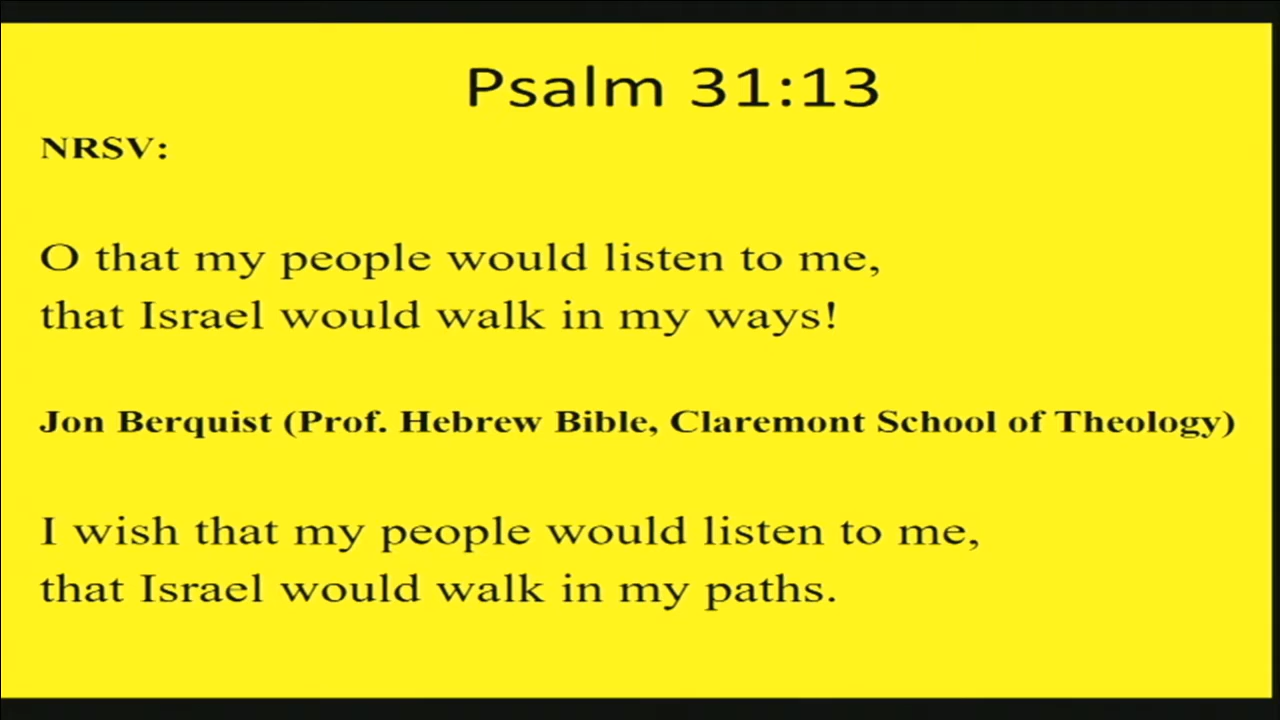 Psalm 31:13
NRSV:
O that my people would listen to me,
that Israel would walk in my ways!
Jon Berquist (Prof. Hebrew Bible, Claremont School of Theology)
I wish that my people would listen to me,
that Israel would walk in my paths.